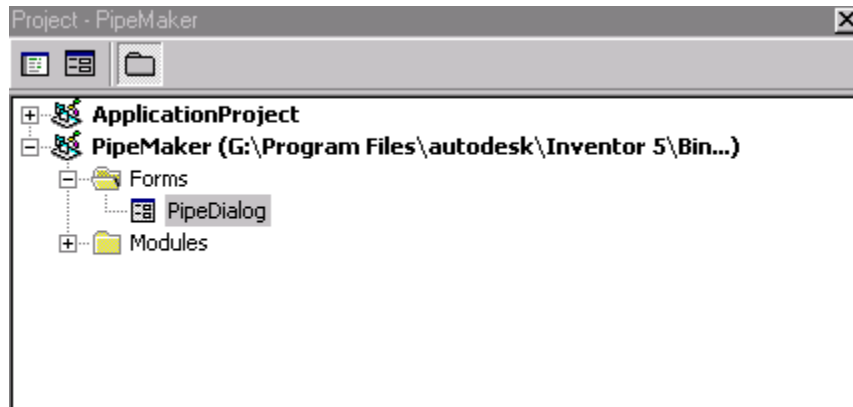 Project - PipeMaker
ApplicationProject
PipeMaker (G:\Program Files\autodesk\Inventor 5\Bin...)
Forms
PipeDialog
Modules